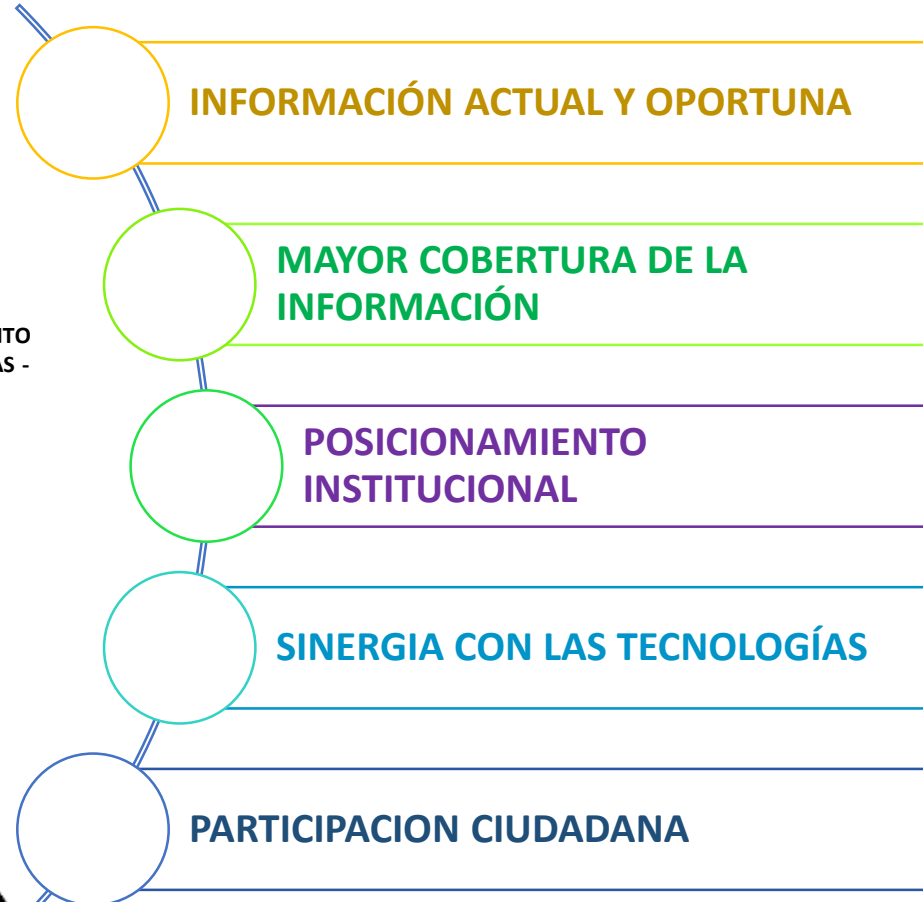 INFORMACIÓN ACTUAL Y OPORTUNA
MAYOR COBERTURA DE LA
INFORMACIÓN
POSICIONAMIENTO
INSTITUCIONAL
SINERGIA CON LAS TECNOLOGÍAS
PARTICIPACION CIUDADANA